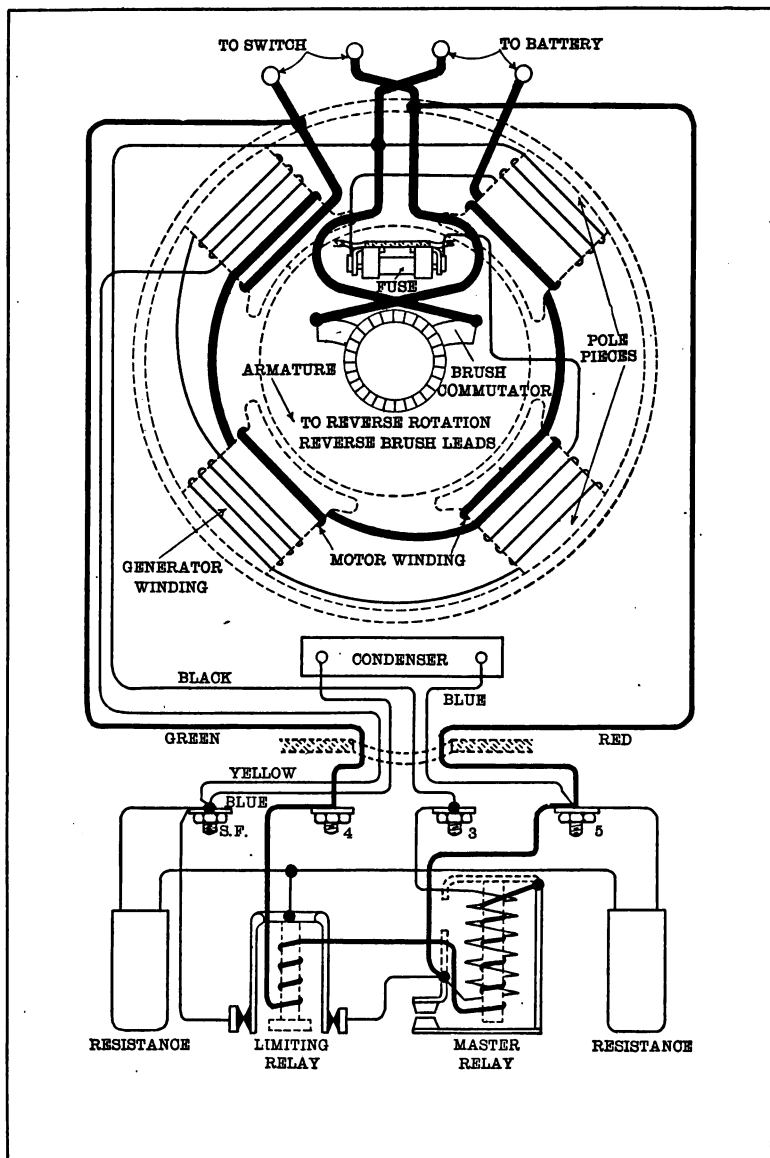 TO SWITCH
TO BATTERY
FUSE
POLE
PIECES
ARMATURE
BRUSH
COMMUTATOR
TO REVERSE ROTATION
REVERSE BRUSH LEADS.
MOTOR WINDING
GENERATOR
WINDING
CONDENSER
BLACK
BLUE
GREEN
RED
YELLOW
BLUE
S.F.
4
3
5
RESISTANCE
LIMITING
RELAY
MASTER
RELAY
RESISTANCE